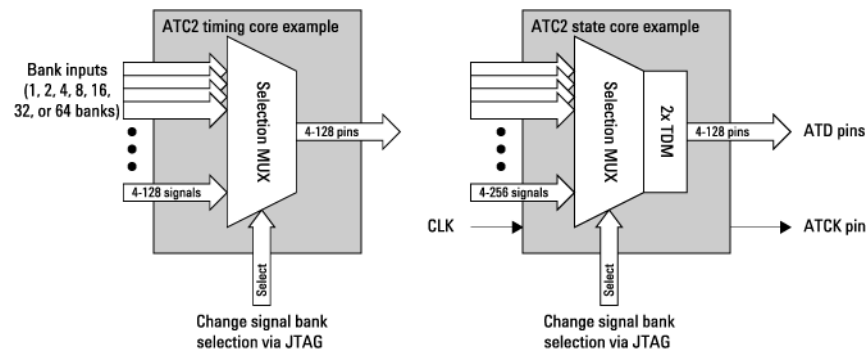 ATC2 timing core example
Bank inputs
(1, 2, 4, 8, 16,
32, or 64 banks)
Selection MUX
4-128 pins
4-128 signals
Select
Change signal bank
selection via JTAG
ATC2 state core example
Selection MUX
2x TDM
4-128 pins
ATD pins
4-256 signals
CLK
ATCK pin
Select
Change signal bank
selection via JTAG